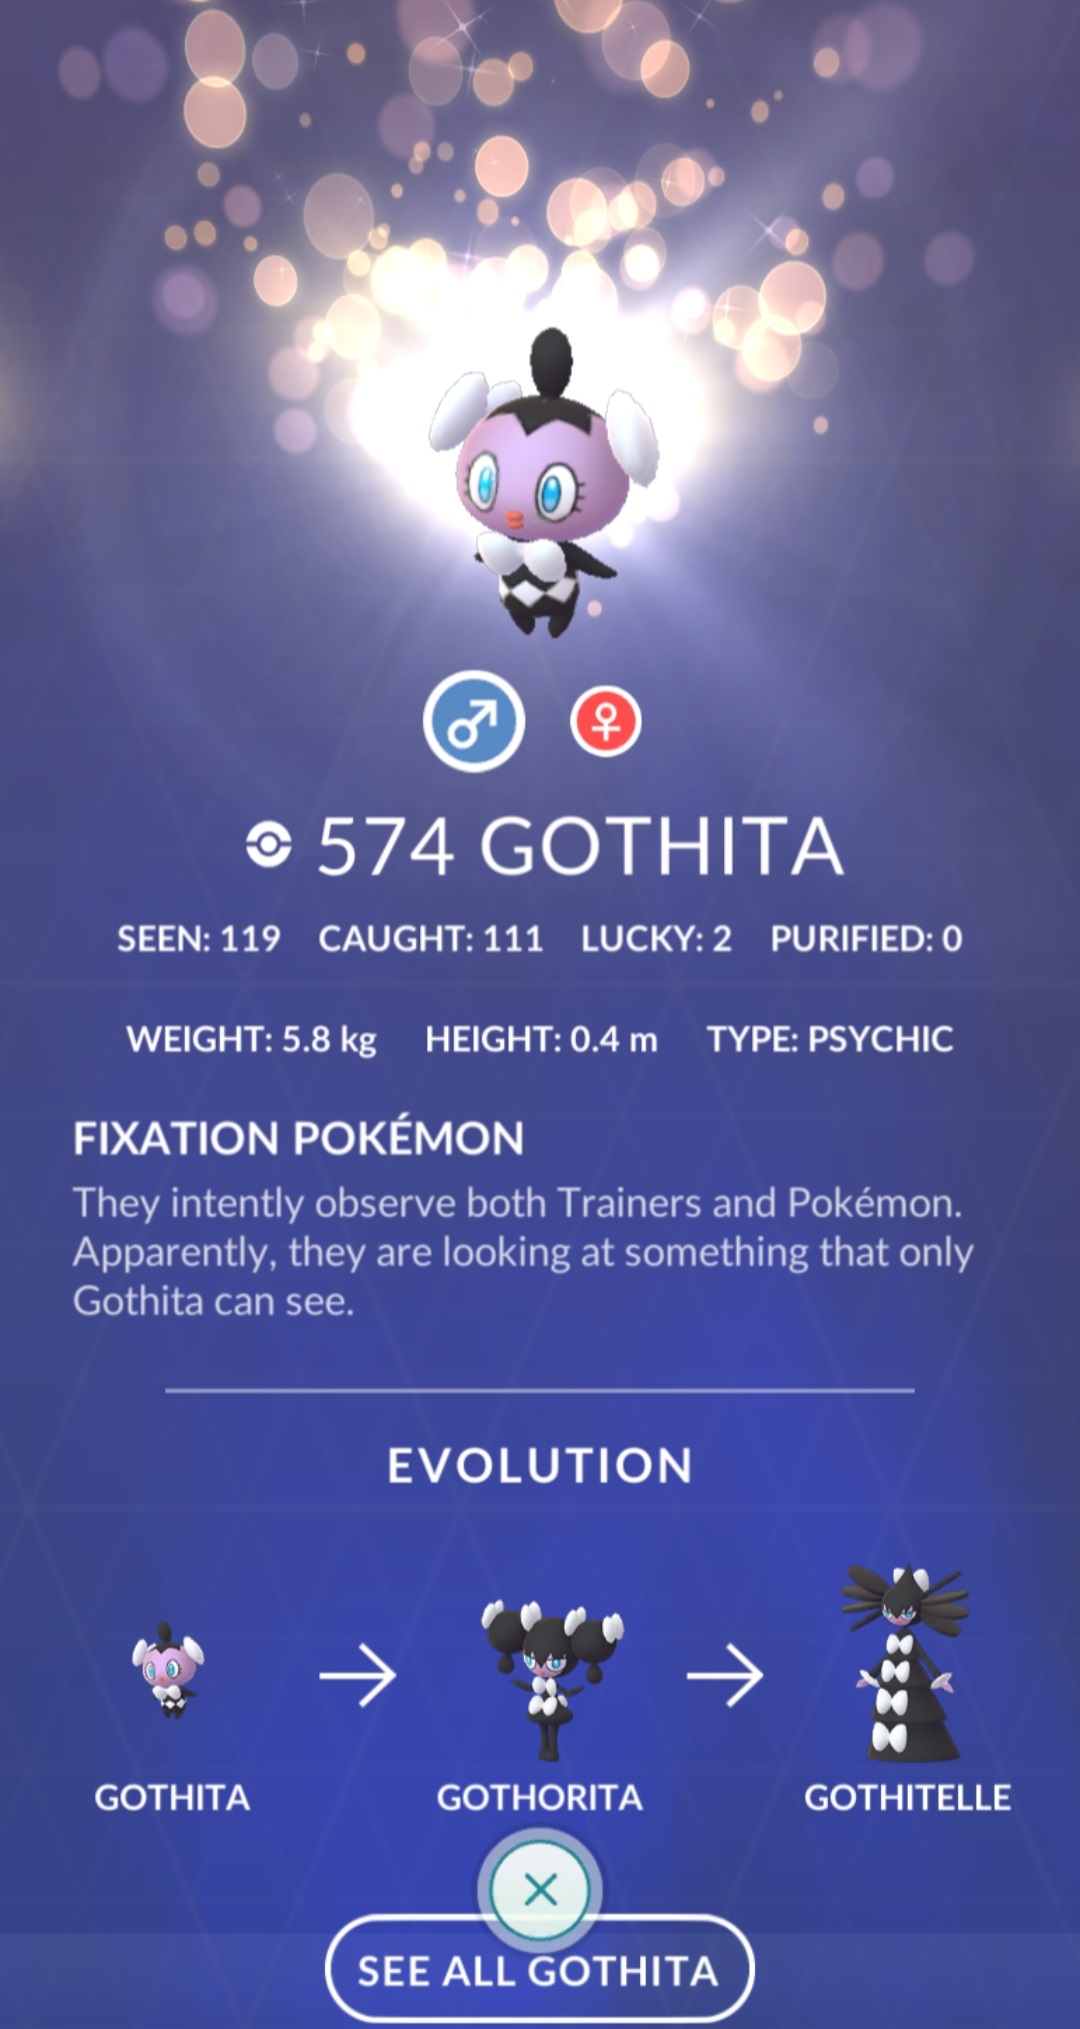 574 GOTHITA
SEEN: 119 CAUGHT: 111 LUCKY: 2 PURIFIED: 0
WEIGHT: 5.8 kg HEIGHT: 0.4 m TYPE: PSYCHIC
FIXATION POKÉMON
They intently observe both Trainers and Pokémon.
Apparently, they are looking at something that only
Gothita can see.
EVOLUTION
GOTHITA GOTHORITA GOTHITELLE
SEE ALL GOTHITA